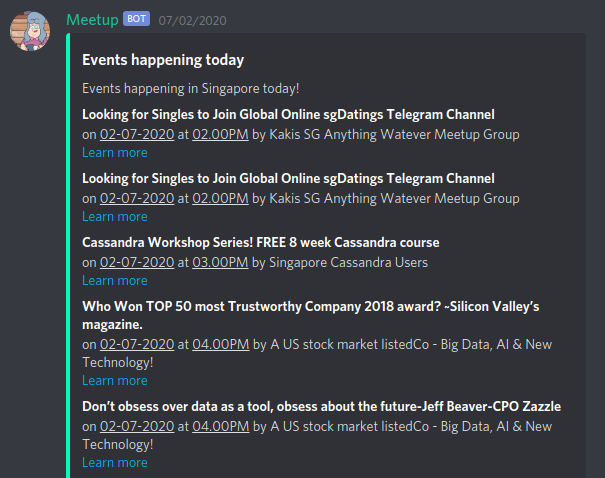 Meetup BOT 07/02/2020
Events happening today
Events happening in Singapore today!
Looking for Singles to Join Global Online sgDatings Telegram Channel
on 02-07-2020 at 02.00PM by Kakis SG Anything Watever Meetup Group
Learn more
Looking for Singles to Join Global Online sgDatings Telegram Channel
on 02-07-2020 at 02.00PM by Kakis SG Anything Watever Meetup Group
Learn more
Cassandra Workshop Series! FREE 8 week Cassandra course
on 02-07-2020 at 03.00PM by Singapore Cassandra Users
Learn more
Who Won TOP 50 most Trustworthy Company 2018 award? ~Silicon Valley’s
magazine.
on 02-07-2020 at 04.00PM by A US stock market listedCo - Big Data, AI & New
Technology!
Learn more
Don’t obsess over data as a tool, obsess about the future-Jeff Beaver-CPO Zazzle
on 02-07-2020 at 04.00PM by A US stock market listedCo - Big Data, AI & New
Technology!
Learn more